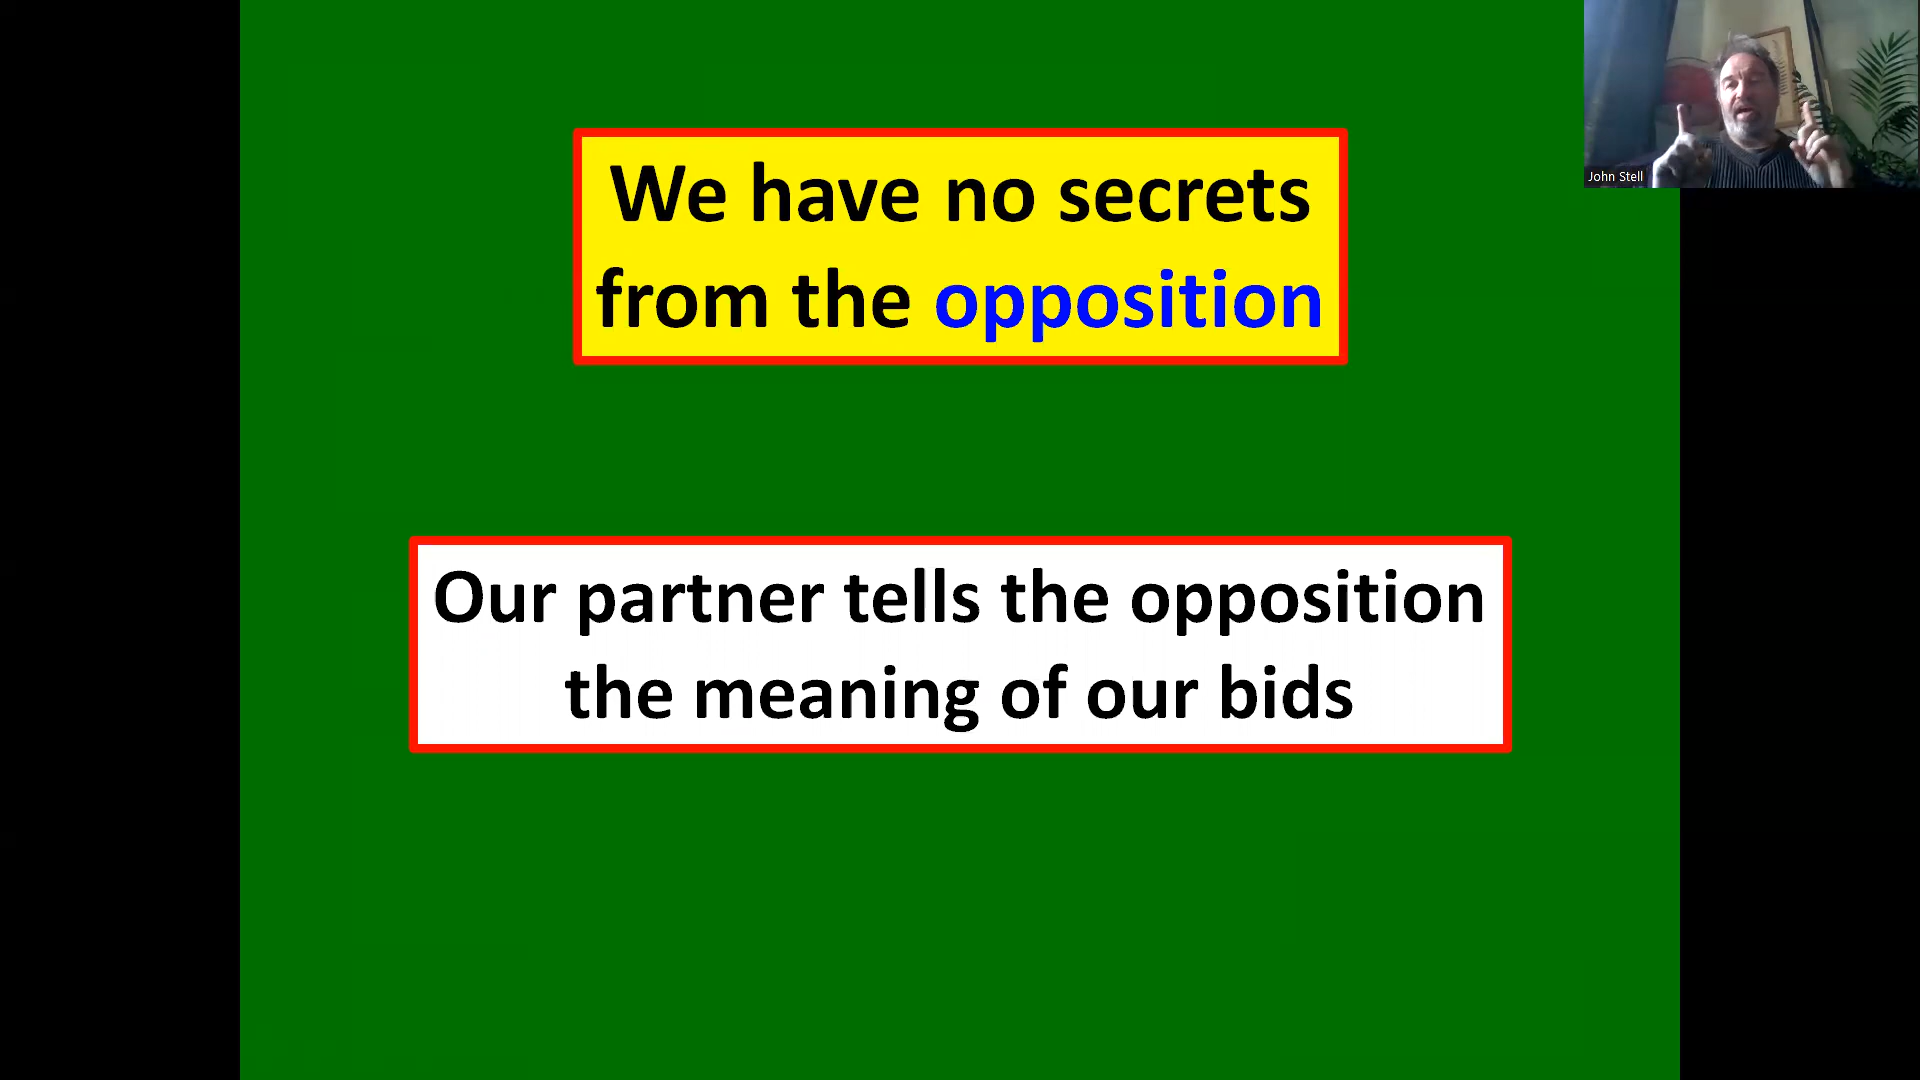 We have no secrets
from the opposition
John Stell
Our partner tells the opposition
the meaning of our bids